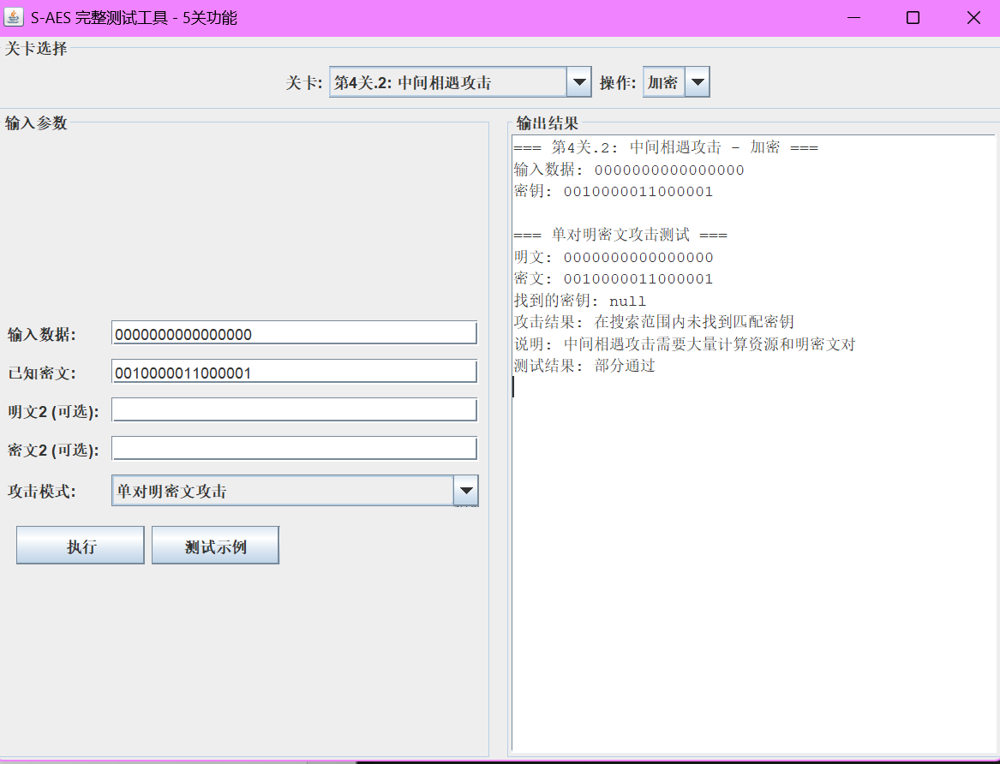 S-AES 完整测试工具 - 5关功能
关卡选择
关卡: 第4关.2: 中间相遇攻击 操作: 加密
输入参数
输入数据: 0000000000000000
已知密文: 0010000011000001
明文2 (可选):
密文2 (可选):
攻击模式: 单对明密文攻击
执行 测试示例
输出结果
=== 第4关.2: 中间相遇攻击 - 加密 ===
输入数据: 0000000000000000
密钥: 0010000011000001
=== 单对明密文攻击测试 ===
明文: 0000000000000000
密文: 0010000011000001
找到的密钥: null
攻击结果: 在搜索范围内未找到匹配密钥
说明: 中间相遇攻击需要大量计算资源和明密文对
测试结果: 部分通过